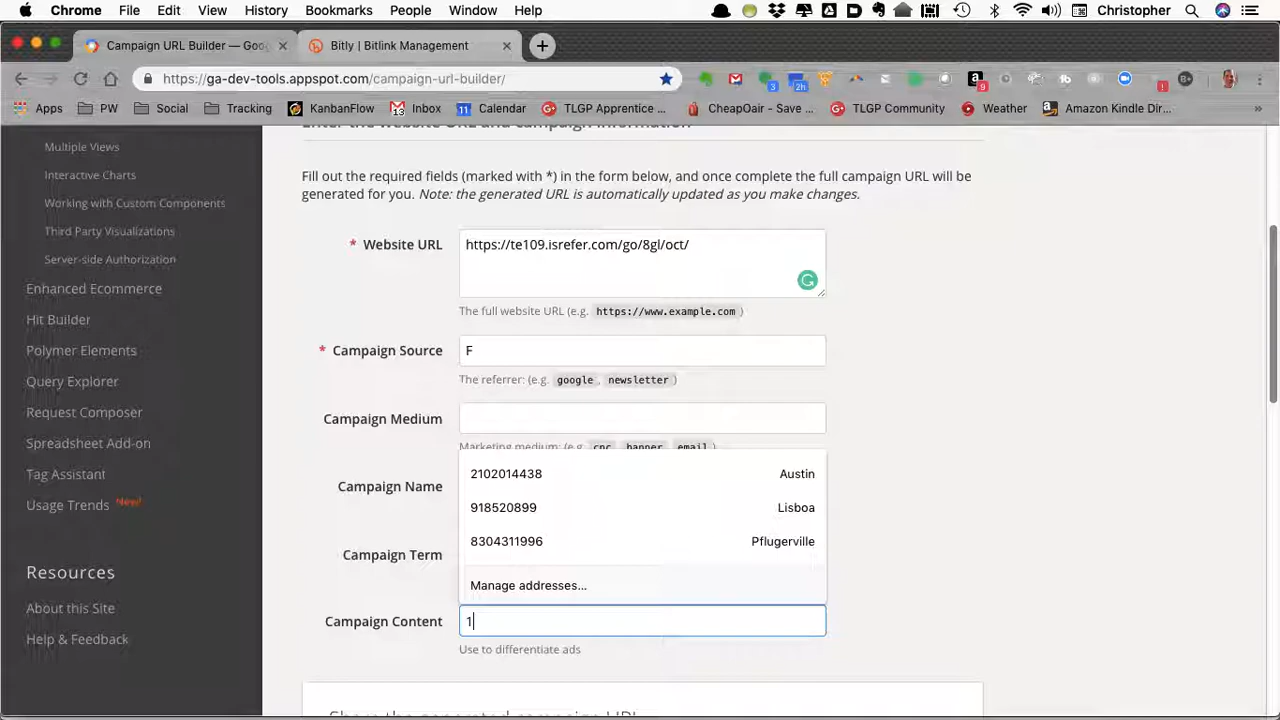 Chrome File Edit View History Bookmarks People Window Help Christopher
Campaign URL Builder — Goo
Bitly | Bitlink Management
https://ga-dev-tools.appspot.com/campaign-url-builder/
3 2h 9 1
Apps PW Social Tracking KanbanFlow Inbox Calendar TLGP Apprentice ... CheapOair - Save ... TLGP Community Weather Amazon Kindle Dir... »
13 11
Enter the website URL and campaign information
Multiple Views
Interactive Charts
Working with Custom Components
Third Party Visualizations
Server-side Authorization
Enhanced Ecommerce
Hit Builder
Polymer Elements
Query Explorer
Request Composer
Spreadsheet Add-on
Tag Assistant
Usage Trends New!
Resources
About this Site
Help & Feedback
Fill out the required fields (marked with *) in the form below, and once complete the full campaign URL will be
generated for you. Note: the generated URL is automatically updated as you make changes.
* Website URL https://te109.isrefer.com/go/8gl/oct/
The full website URL (e.g. https://www.example.com )
* Campaign Source F
The referrer: (e.g. google , newsletter )
Campaign Medium
Marketing medium: (e.g. cpc, banner, email )
Campaign Name
2102014438 Austin
918520899 Lisboa
8304311996 Pflugerville
Manage addresses...
Campaign Term
Campaign Content 1
Use to differentiate ads
Share the generated campaign URL